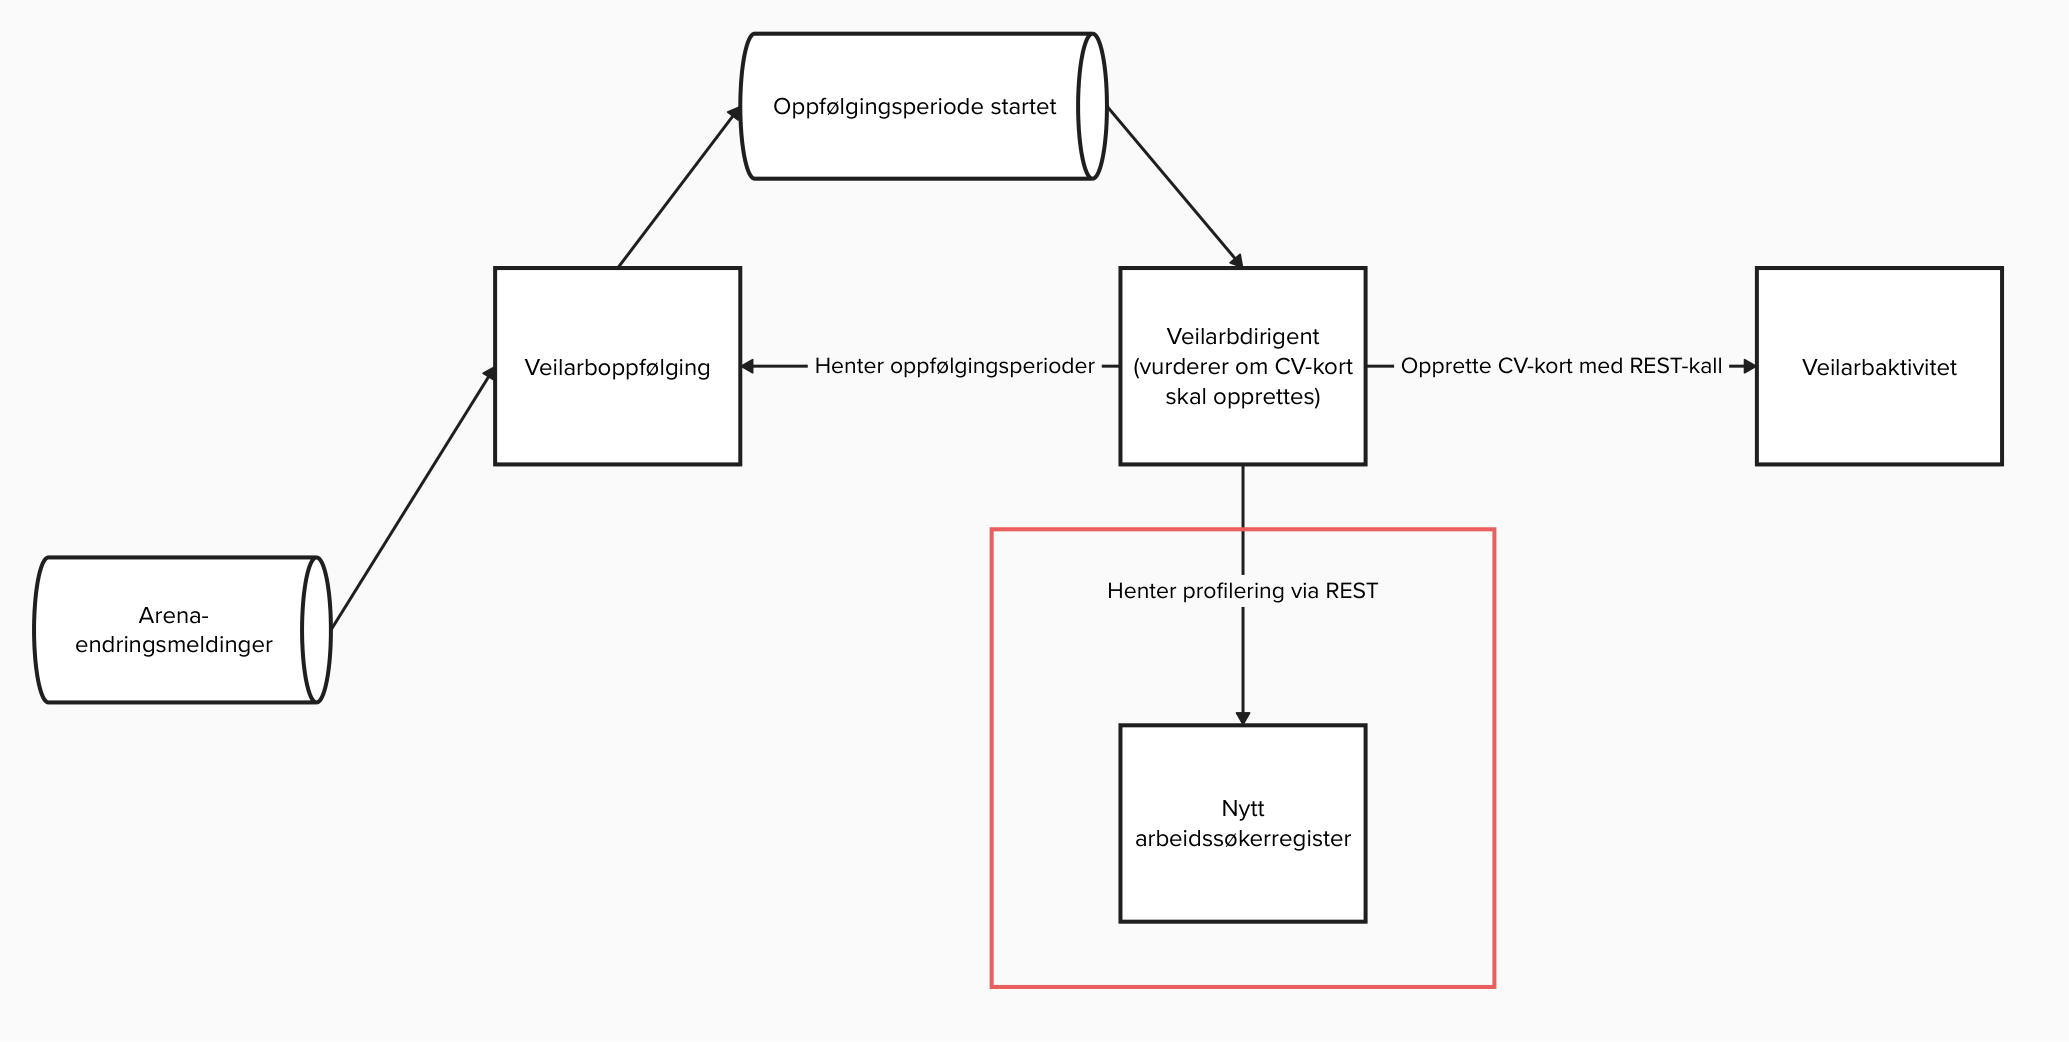 Oppfølgingsperiode startet
Veilarboppfølging
Henter oppfølgingsperioder
Veilarbdirigent
(vurderer om CV-kort
skal opprettes)
Opprette CV-kort med REST-kall
Veilarbaktivitet
Henter profilering via REST
Arena-
endringsmeldinger
Nytt
arbeidssøkerregister